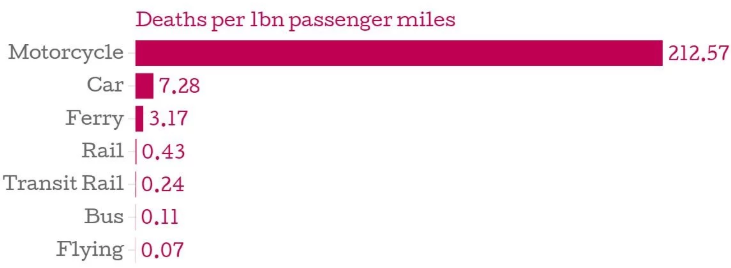 Deaths per 1bn passenger miles
Motorcycle 212.57
Car 7.28
Ferry 3.17
Rail 0.43
Transit Rail 0.24
Bus 0.11
Flying 0.07